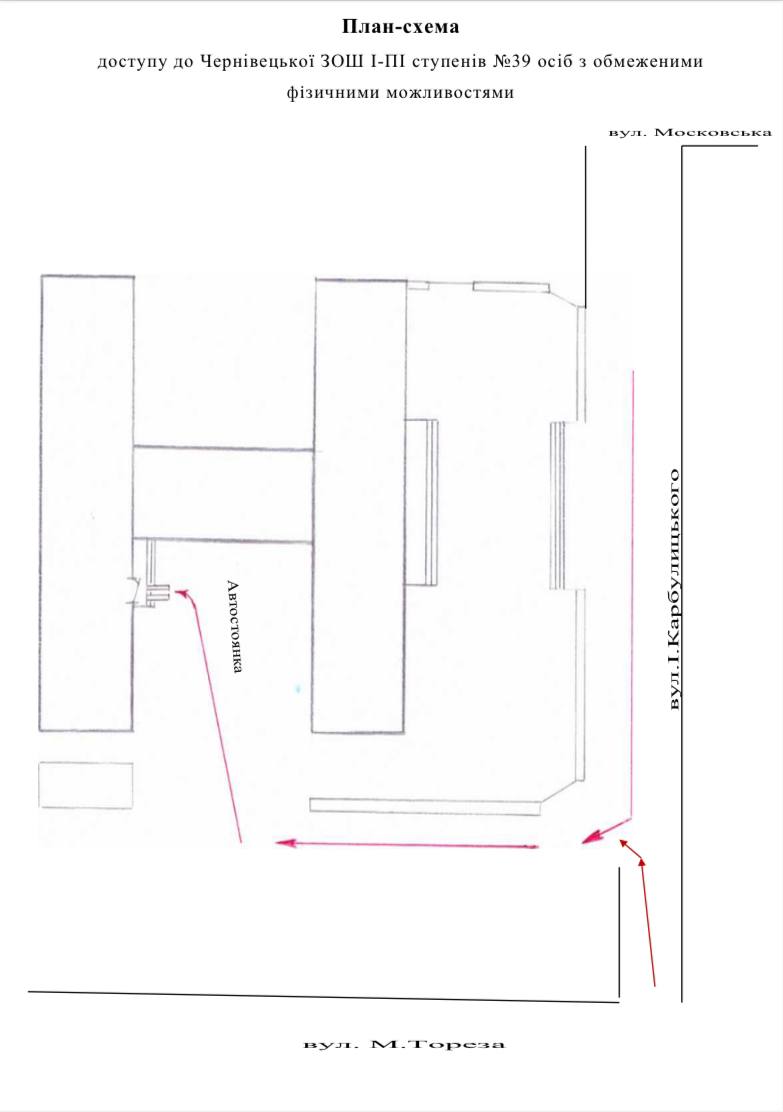 План-схема
доступу до Чернівецької ЗОШ І-ПІ ступенів №39 осіб з обмеженими
фізичними можливостями
вул. Московська
вул.І.Карбулицького
Автостоянка
вул. М.Тореза